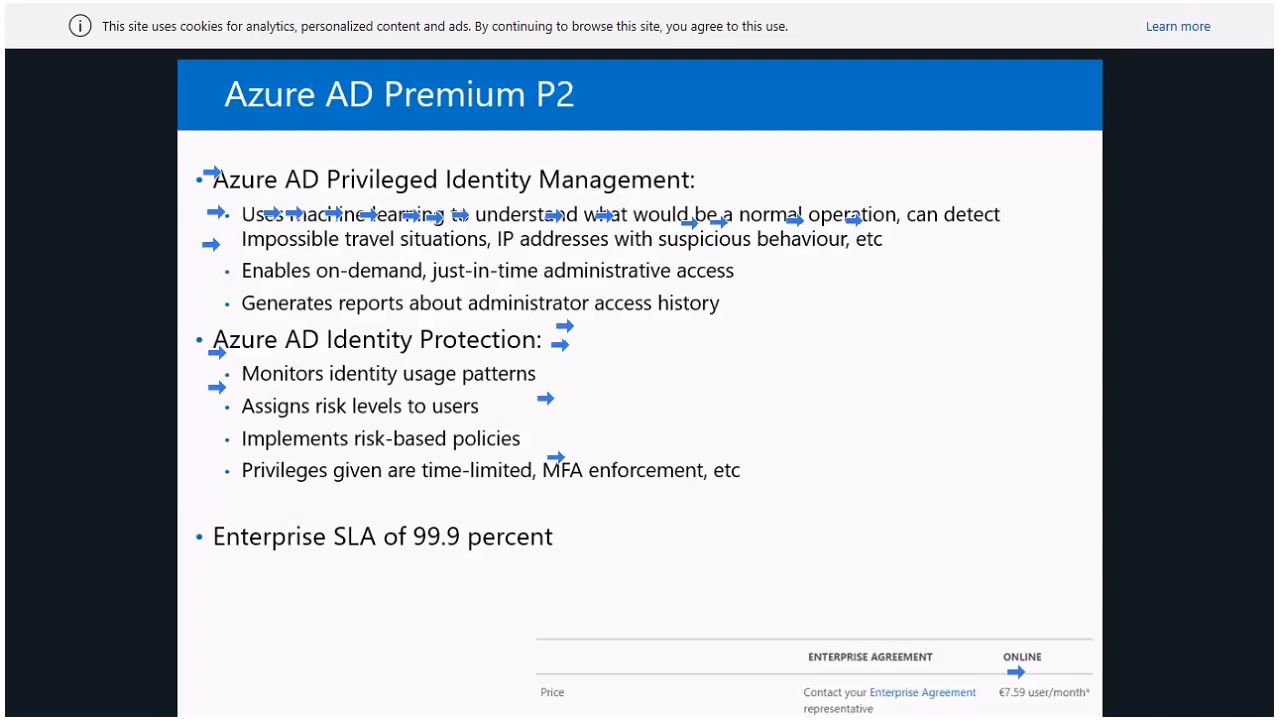 This site uses cookies for analytics, personalized content and ads. By continuing to browse this site, you agree to this use.
Learn more
Azure AD Premium P2
• Azure AD Privileged Identity Management:
• Uses machine learning to understand what would be a normal operation, can detect
Impossible travel situations, IP addresses with suspicious behaviour, etc
• Enables on-demand, just-in-time administrative access
• Generates reports about administrator access history
• Azure AD Identity Protection:
• Monitors identity usage patterns
• Assigns risk levels to users
• Implements risk-based policies
• Privileges given are time-limited, MFA enforcement, etc
• Enterprise SLA of 99.9 percent
ENTERPRISE AGREEMENT
ONLINE
Price
Contact your Enterprise Agreement
representative
€7.59 user/month*